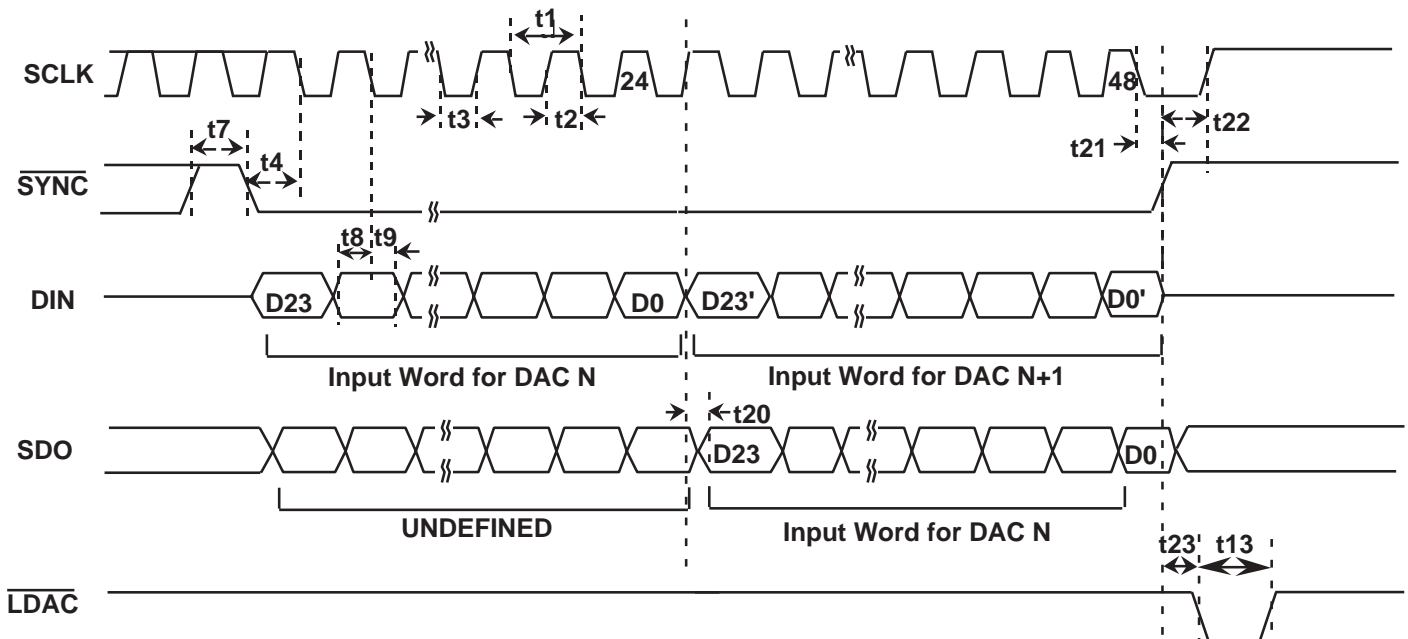 t1
SCLK
24
48
t3
t2
t22
t21
t7
t4
SYNC
t8
t9
DIN
D23
D0
D23'
D0'
Input Word for DAC N
Input Word for DAC N+1
t20
SDO
D23
D0
UNDEFINED
Input Word for DAC N
t23
t13
LDAC